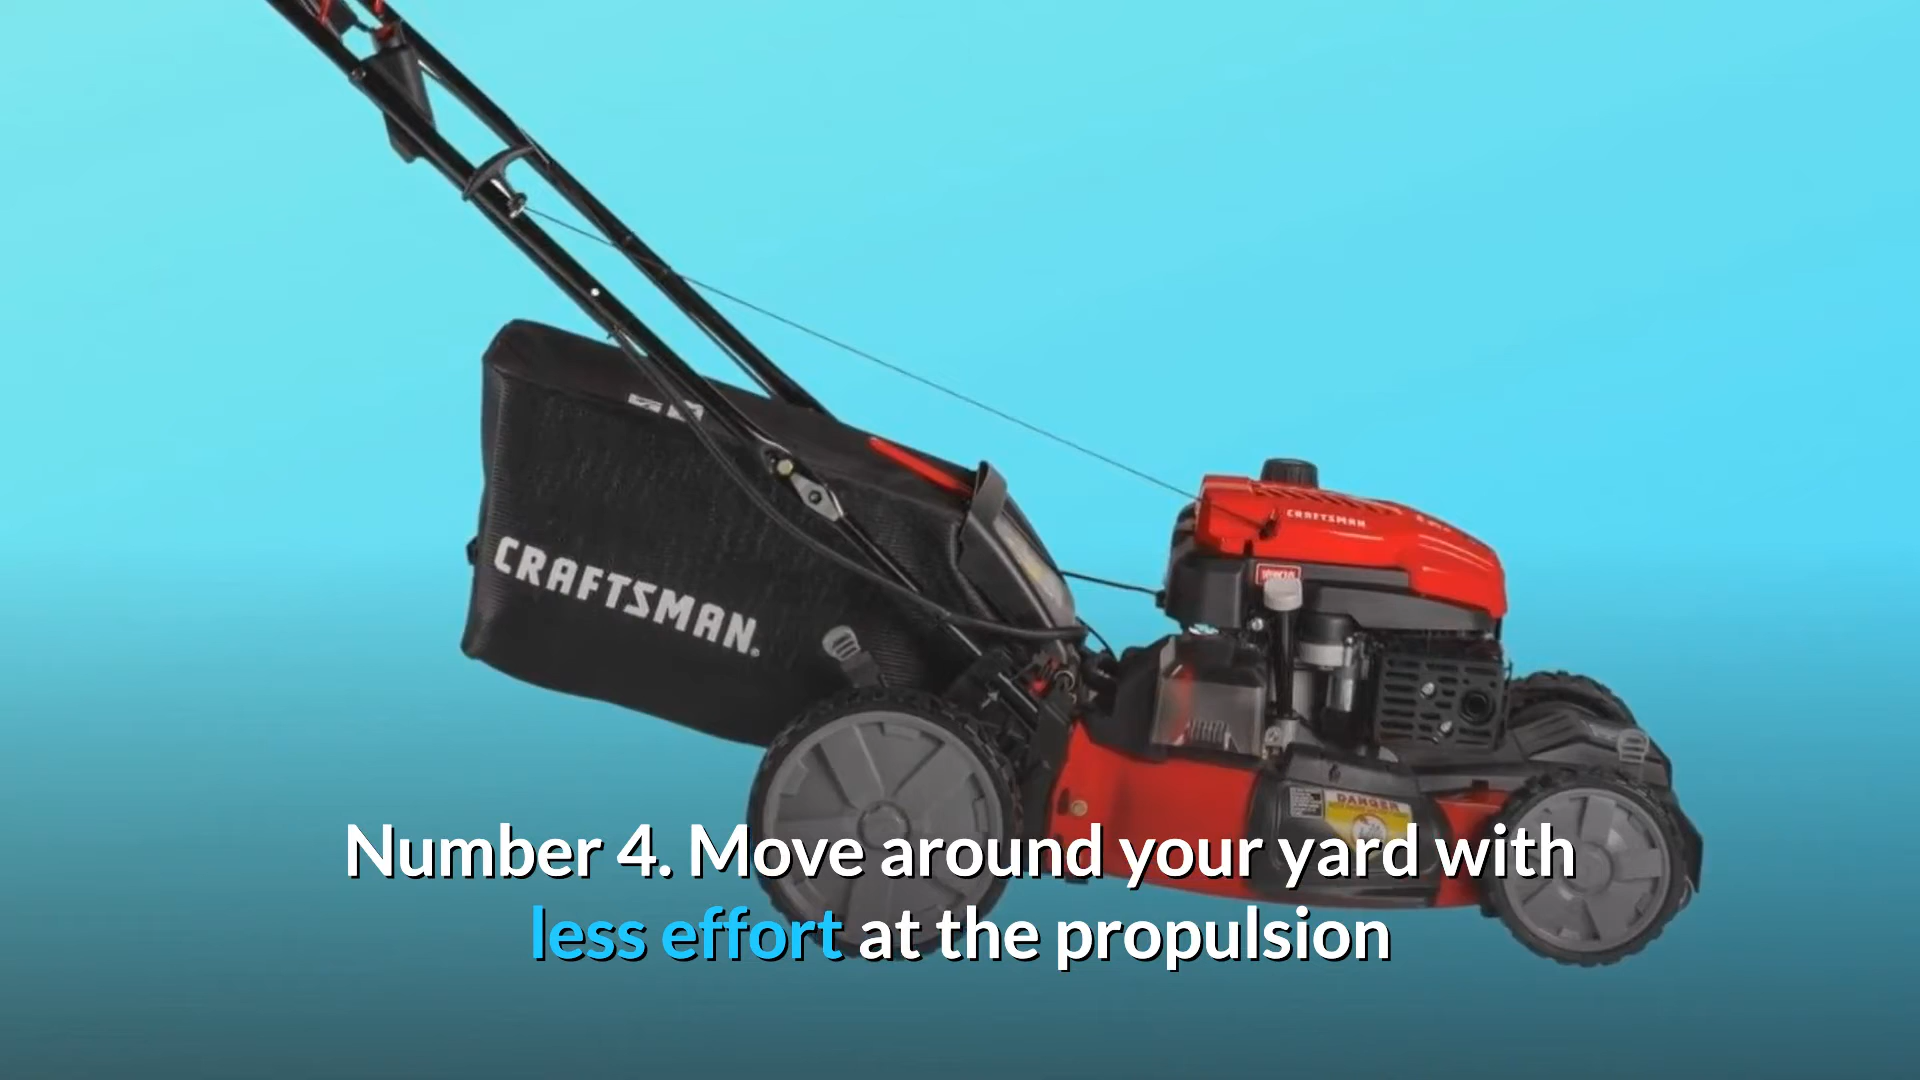 CRAFTSMAN
CRAFTSMAN
DANGER
Number 4. Move around your yard with
less effort at the propulsion